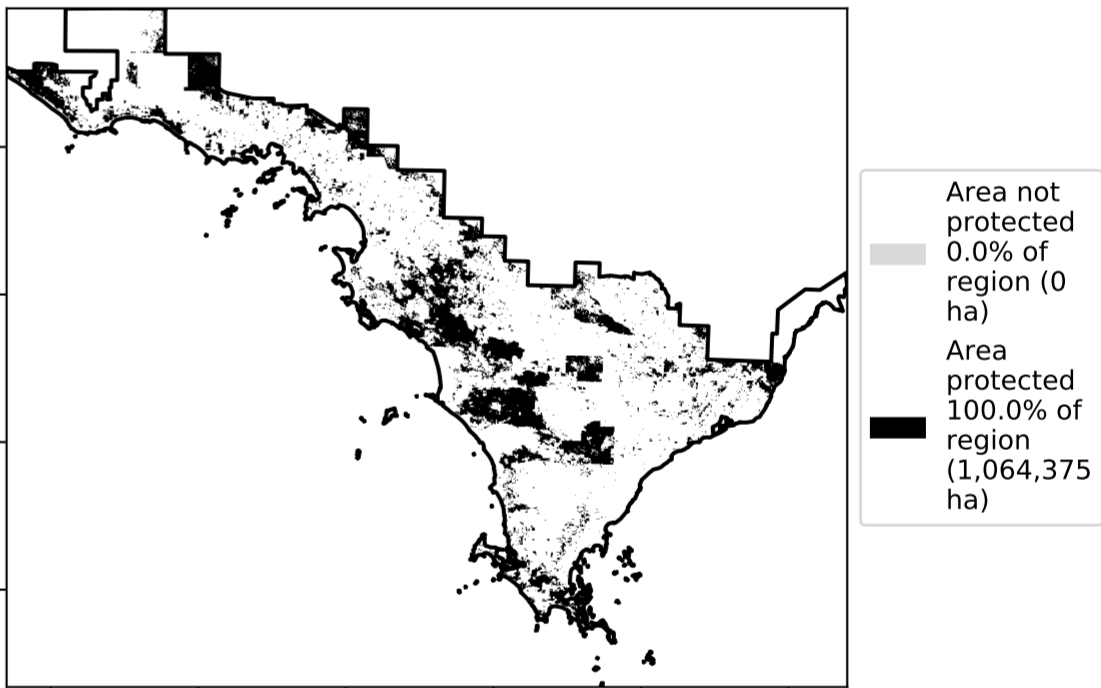 Area not
protected
0.0% of
region (0
ha)
Area
protected
100.0% of
region
(1,064,375
ha)